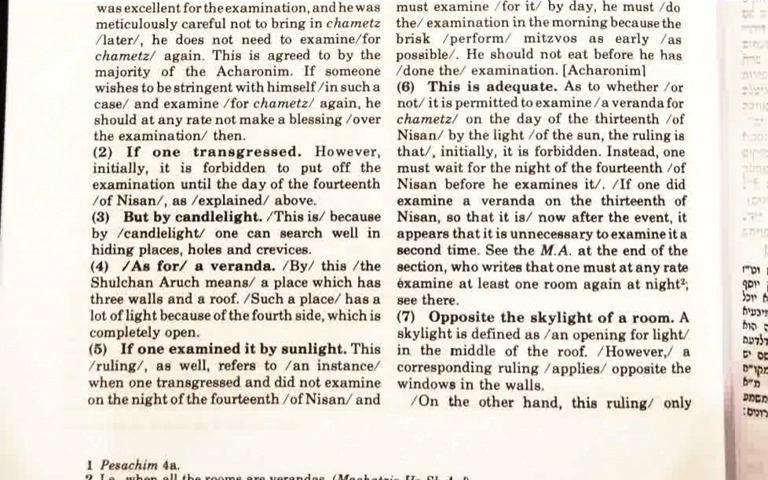 was excellent for the examination, and he was
meticulously careful not to bring in chametz
/later/, he does not need to examine/for
chametz/ again. This is agreed to by the
majority of the Acharonim. If someone
wishes to be stringent with himself /in such a
case/ and examine /for chametz/ again, he
should at any rate not make a blessing /over
the examination/ then.
(2) If one transgressed. However,
initially, it is forbidden to put off the
examination until the day of the fourteenth
/of Nisan/, as /explained/ above.
(3) But by candlelight. /This is/ because
by /candlelight/ one can search well in
hiding places, holes and crevices.
(4) /As for/ a veranda. /By/ this /the
Shulchan Aruch means/ a place which has
three walls and a roof. /Such a place/ has a
lot of light because of the fourth side, which is
completely open.
(5) If one examined it by sunlight. This
/ruling/, as well, refers to /an instance/
when one transgressed and did not examine
on the night of the fourteenth /of Nisan/ and
must examine /for it/ by day, he must /do
the/ examination in the morning because the
brisk /perform/ mitzvos as early /as
possible/. He should not eat before he has
/done the/ examination. [Acharonim]
(6) This is adequate. As to whether /or
not/ it is permitted to examine /a veranda for
chametz/ on the day of the thirteenth /of
Nisan/ by the light /of the sun, the ruling is
that/, initially, it is forbidden. Instead, one
must wait for the night of the fourteenth /of
Nisan before he examines it/. /If one did
examine a veranda on the thirteenth of
Nisan, so that it is/ now after the event, it
appears that it is unnecessary to examine it a
second time. See the M.A. at the end of the
section, who writes that one must at any rate
examine at least one room again at night²;
see there.
(7) Opposite the skylight of a room. A
skylight is defined as /an opening for light/
in the middle of the roof. /However,/ a
corresponding ruling /applies/ opposite the
windows in the walls.
/On the other hand, this ruling/ only
1 Pesachim 4a.
2 I.e. when all the rooms are verandas.